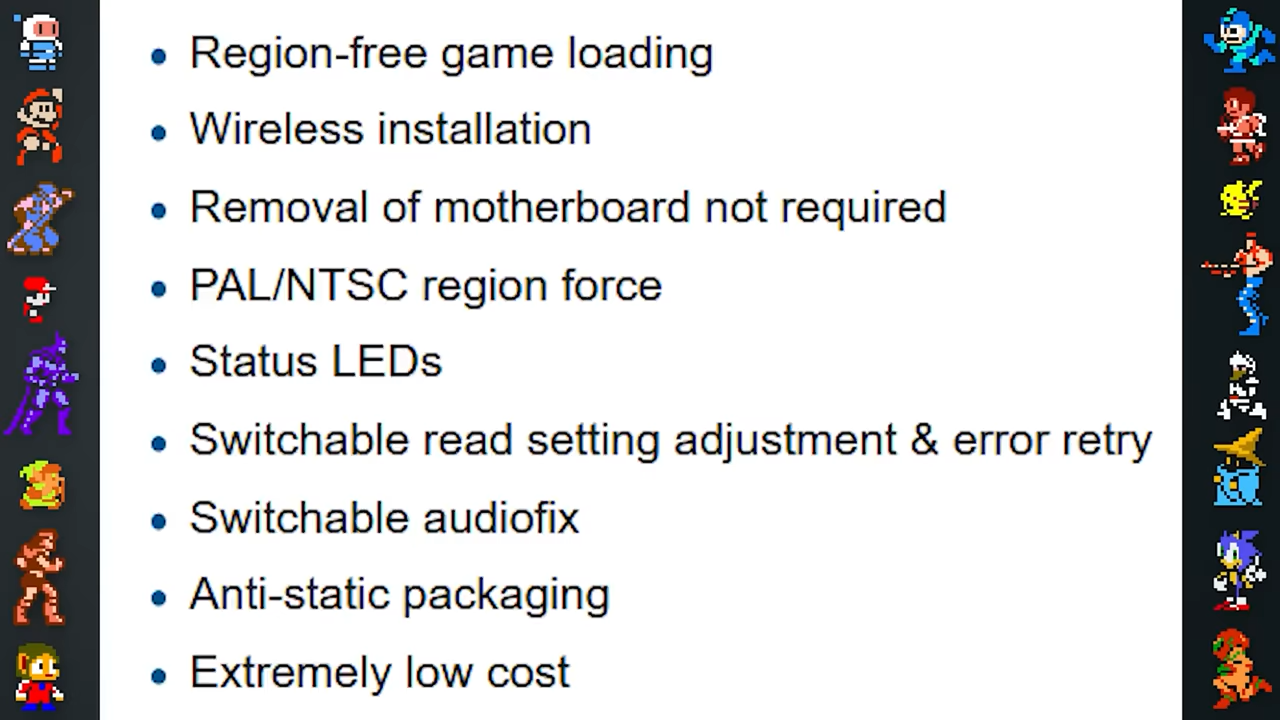 • Region-free game loading
• Wireless installation
• Removal of motherboard not required
• PAL/NTSC region force
• Status LEDs
• Switchable read setting adjustment & error retry
• Switchable audiofix
• Anti-static packaging
• Extremely low cost